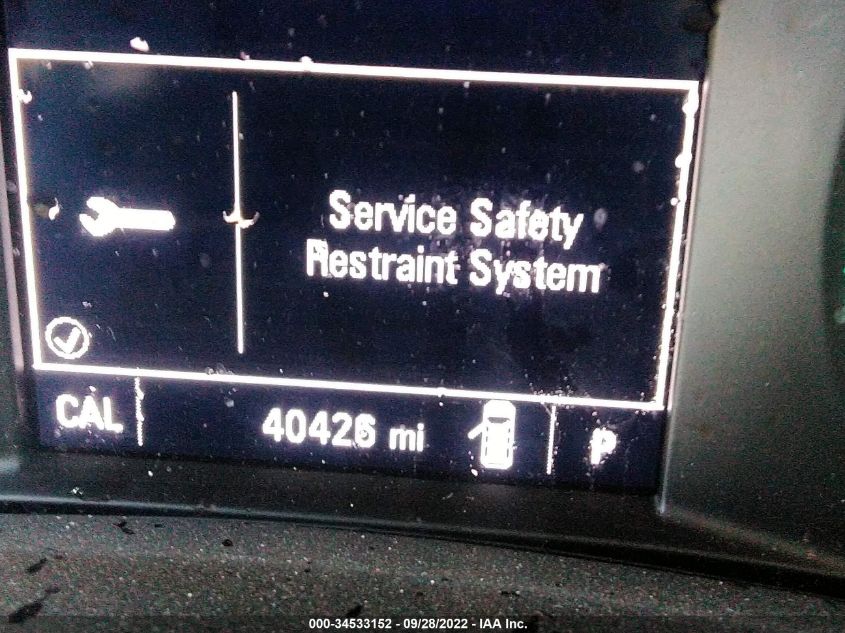 Service Safety
Restraint System
CAL 40426 mi P
000-34533152 - 09/28/2022 - IAA Inc.